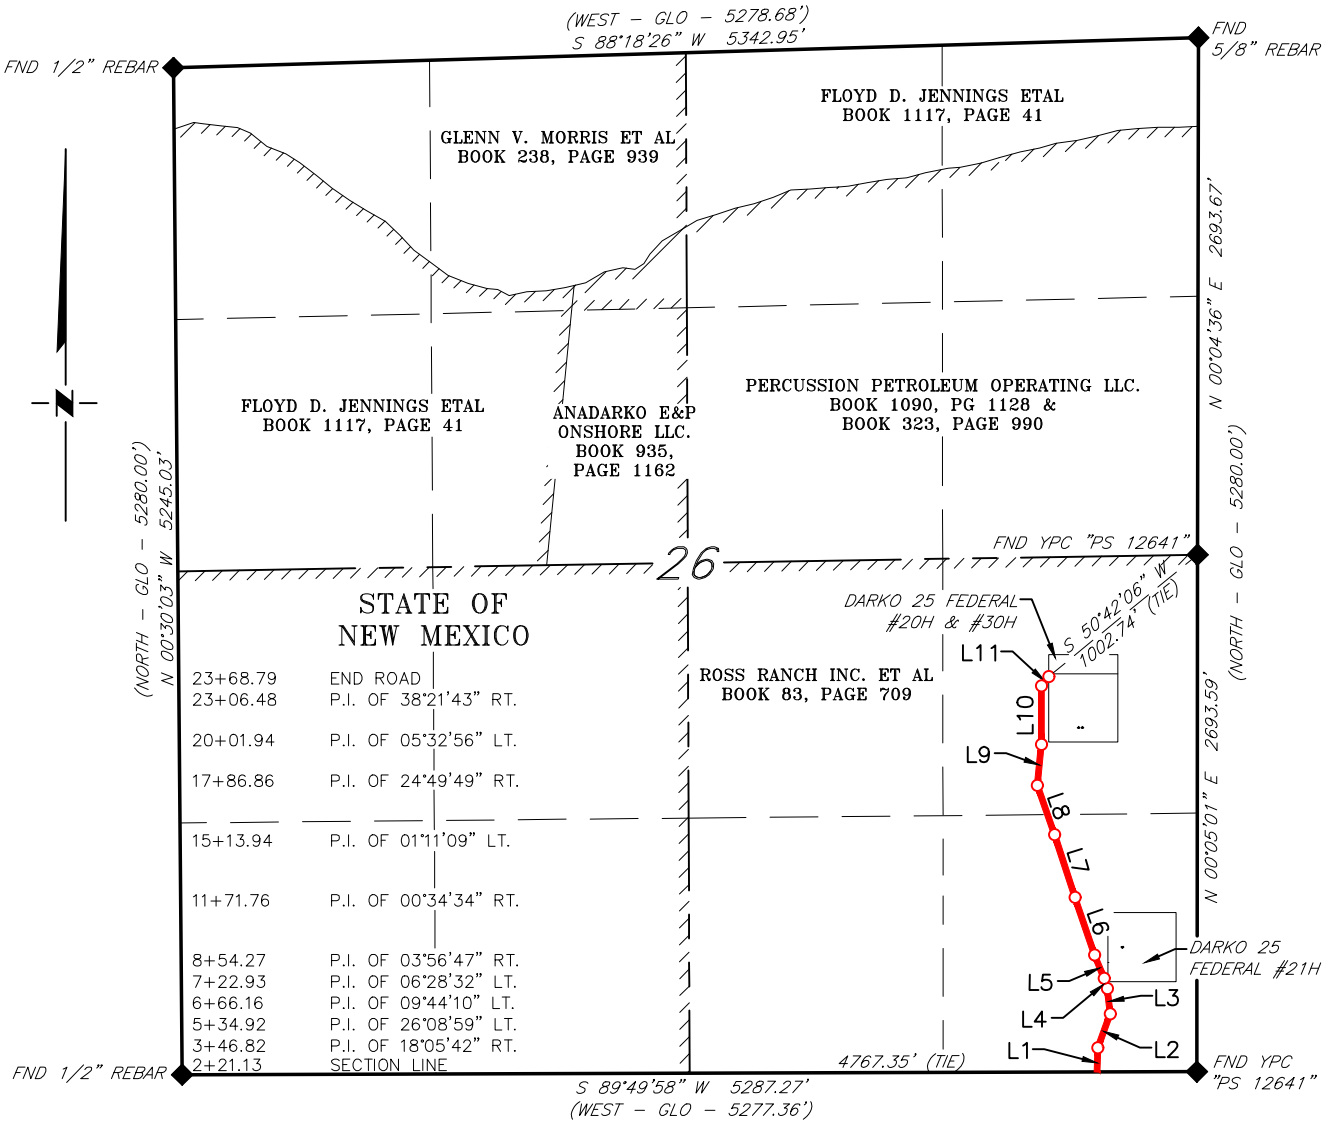 (WEST – GLO – 5278.68')
S 88°18'26" W 5342.95'
FND 1/2" REBAR
FND
5/8" REBAR
FLOYD D. JENNINGS ETAL
BOOK 1117, PAGE 41
GLENN V. MORRIS ET AL
BOOK 238, PAGE 939
N 00°04'36" E 2693.67'
FLOYD D. JENNINGS ETAL
BOOK 1117, PAGE 41
ANADARKO E&P
ONSHORE LLC.
BOOK 935,
PAGE 1162
PERCUSSION PETROLEUM OPERATING LLC.
BOOK 1090, PG 1128 &
BOOK 323, PAGE 990
N
(NORTH – GLO – 5280.00')
N 00°30'03" W 5245.03'
(NORTH – GLO – 5280.00')
26
FND YPC "PS 12641"
S 50°42'06" W
1002.74' (TIE)
DARKO 25 FEDERAL
#20H & #30H
STATE OF
NEW MEXICO
ROSS RANCH INC. ET AL
BOOK 83, PAGE 709
N 00°05'01" E 2693.59'
23+68.79 END ROAD
23+06.48 P.I. OF 38°21'43" RT.
20+01.94 P.I. OF 05°32'56" LT.
17+86.86 P.I. OF 24°49'49" RT.
15+13.94 P.I. OF 01°11'09" LT.
11+71.76 P.I. OF 00°34'34" RT.
8+54.27 P.I. OF 03°56'47" RT.
7+22.93 P.I. OF 06°28'32" LT.
6+66.16 P.I. OF 09°44'10" LT.
5+34.92 P.I. OF 26°08'59" LT.
3+46.82 P.I. OF 18°05'42" RT.
2+21.13 SECTION LINE
L11
L10
L9
L8
L7
L6
L5
L4
L3
L2
L1
DARKO 25
FEDERAL #21H
4767.35' (TIE)
FND 1/2" REBAR
FND YPC
"PS 12641"
S 89°49'58" W 5287.27'
(WEST – GLO – 5277.36')